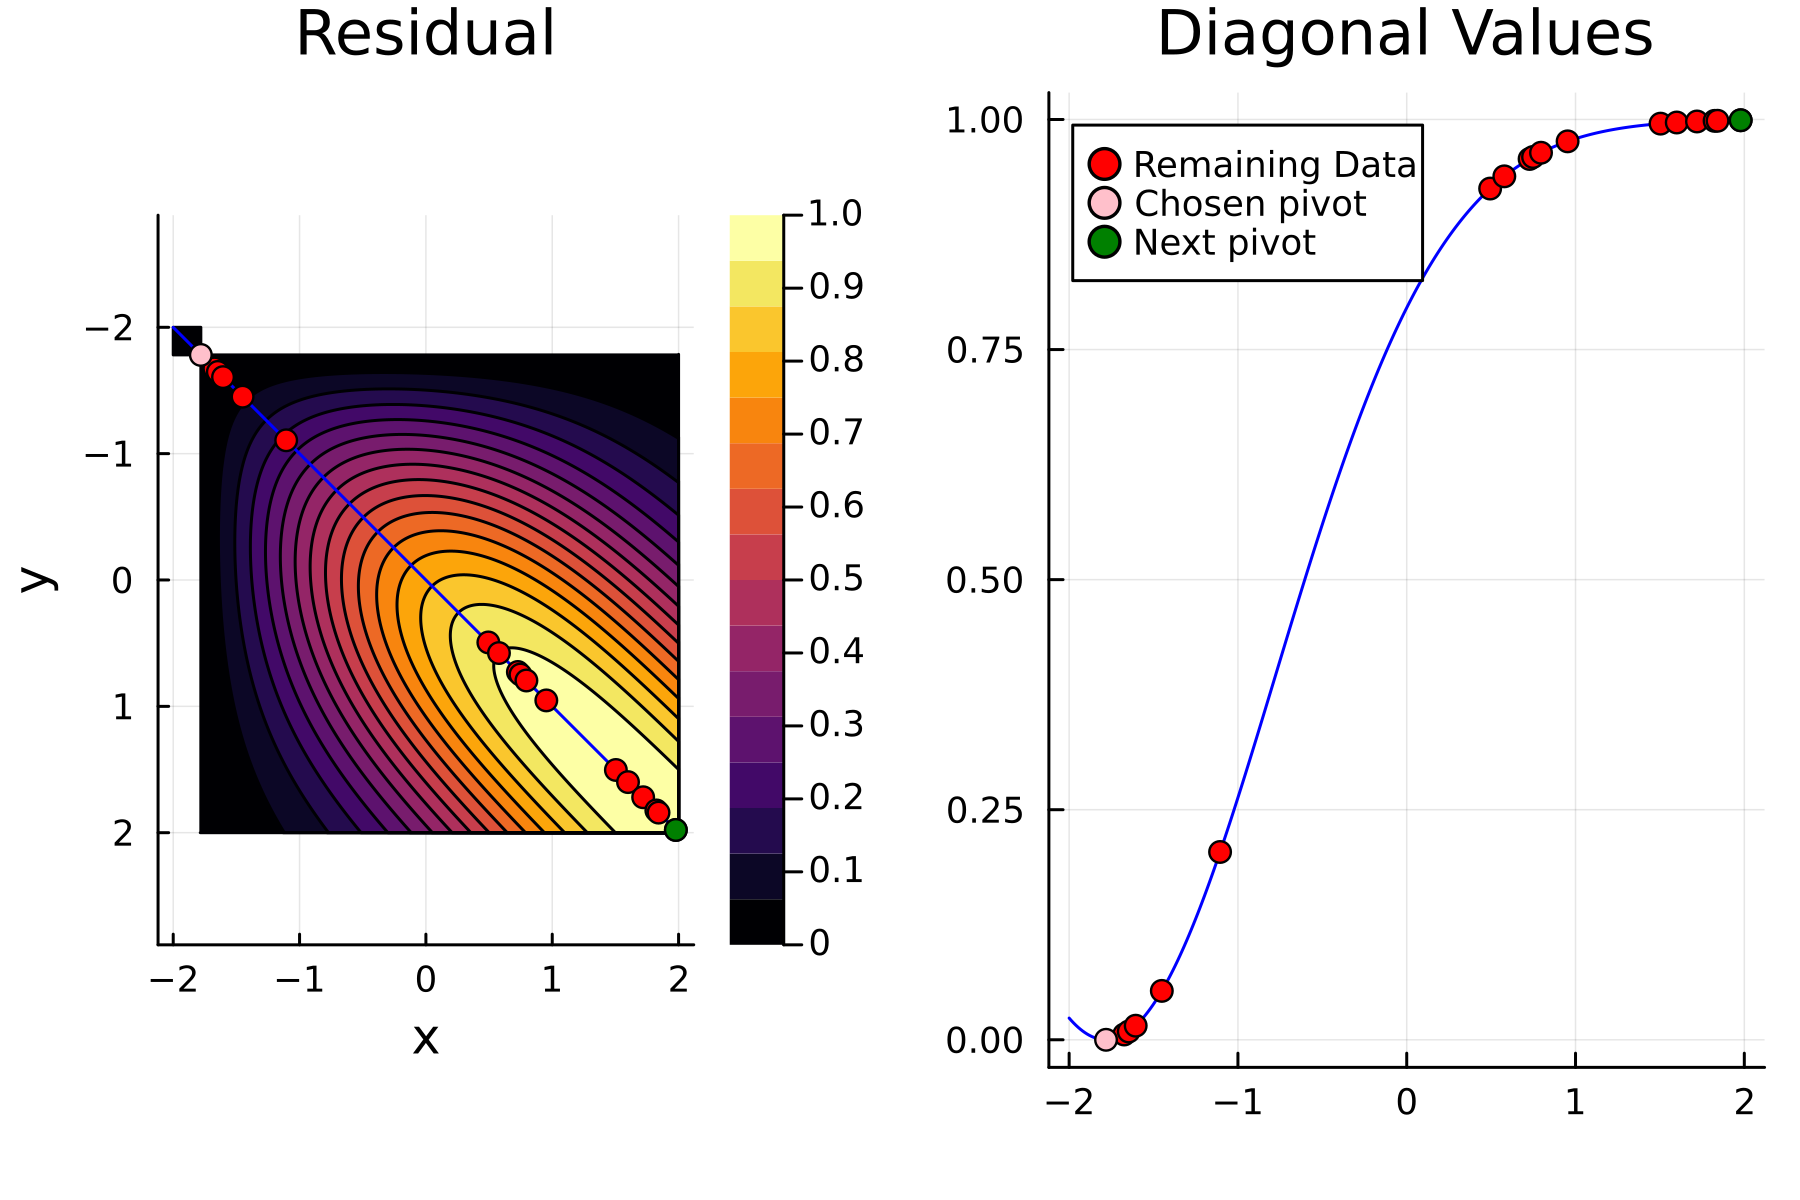 Residual
−2
−1
0
1
2
y
−2 −1 0 1 2
x
1.0
0.9
0.8
0.7
0.6
0.5
0.4
0.3
0.2
0.1
0
Diagonal Values
1.00
0.75
0.50
0.25
0.00
Remaining Data
Chosen pivot
Next pivot
−2 −1 0 1 2